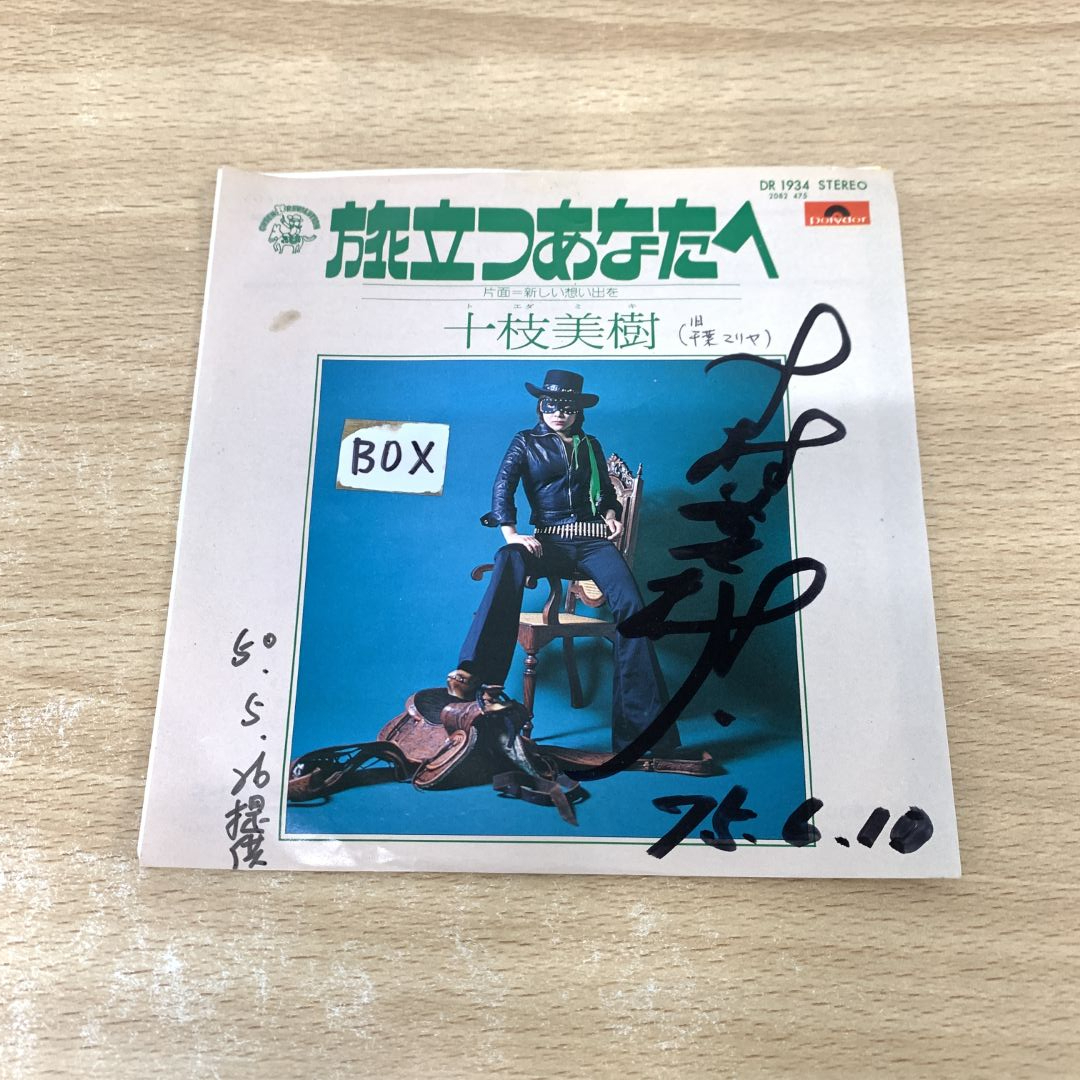 DR 1934 STEREO
2082 475
polydor
旅立つあなたへ
片面=新しい想い出を
トエダ ミキ
十枝美樹
(旧千葉マリヤ)
BOX
50.5.26提供
75.6.10